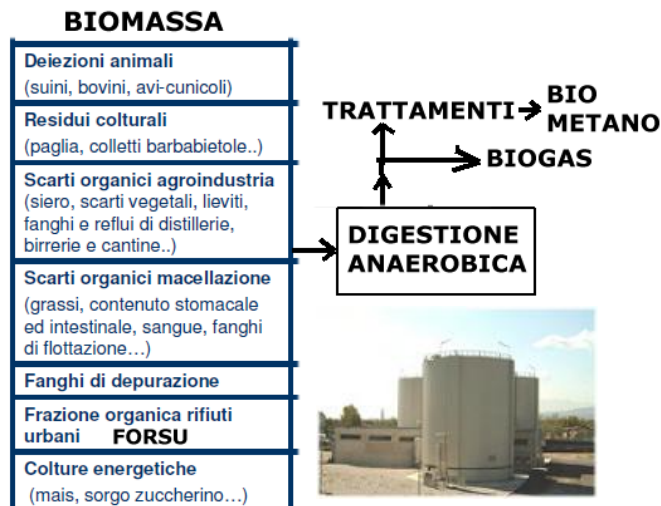 BIOMASSA
Deiezioni animali
(suini, bovini, avi-cunicoli)
Residui colturali
(paglia, colletti barbabietole..)
Scarti organici agroindustria
(siero, scarti vegetali, lieviti,
fanghi e reflui di distillerie,
birrerie e cantine..)
Scarti organici macellazione
(grassi, contenuto stomacale
ed intestinale, sangue, fanghi
di flottazione…)
Fanghi di depurazione
Frazione organica rifiuti
urbani FORSU
Colture energetiche
(mais, sorgo zuccherino…)
TRATTAMENTI
BIO
METANO
BIOGAS
DIGESTIONE
ANAEROBICA